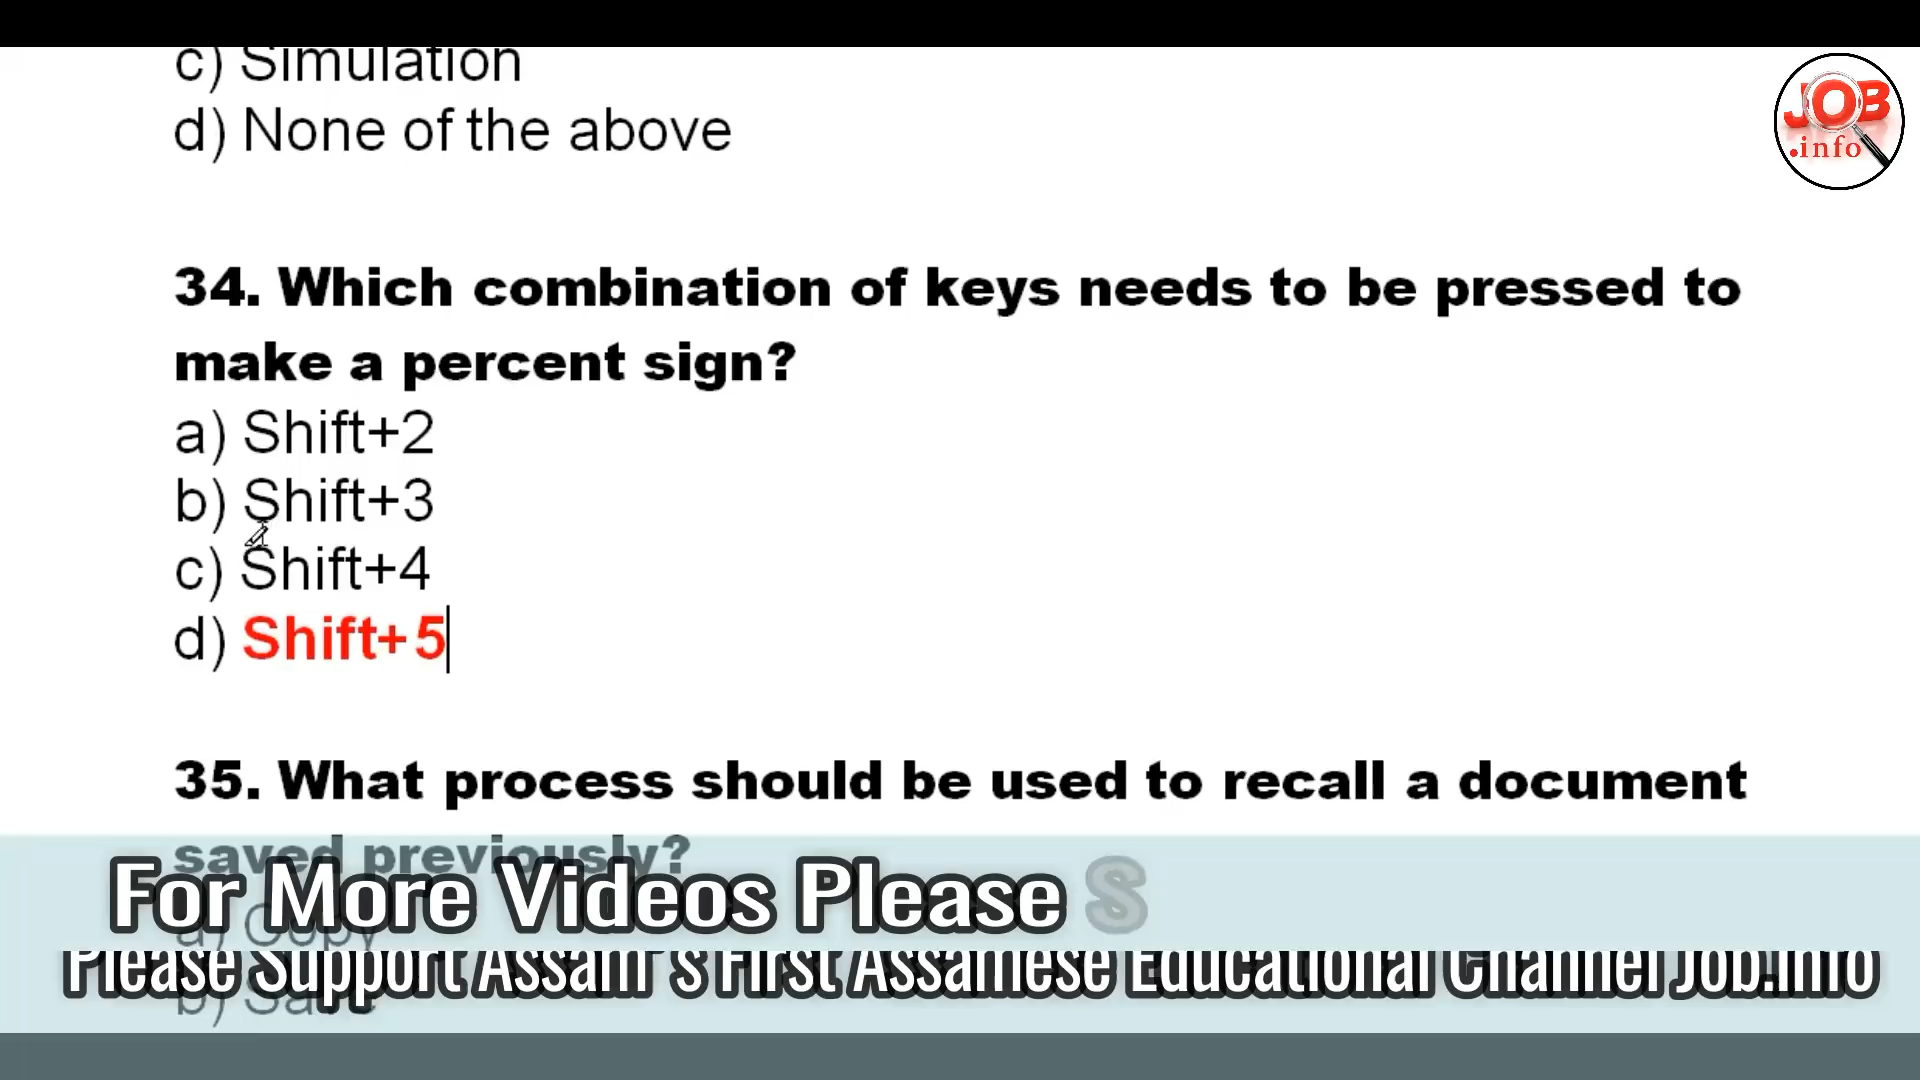 c) Simulation
d) None of the above
JOB
.info
34. Which combination of keys needs to be pressed to
make a percent sign?
a) Shift+2
b) Shift+3
c) Shift+4
d) Shift+5
35. What process should be used to recall a document
saved previously?
For More Videos Please S
a) Copy
Please Support Assam's First Assamese Educational Channel Job.info
b) Save